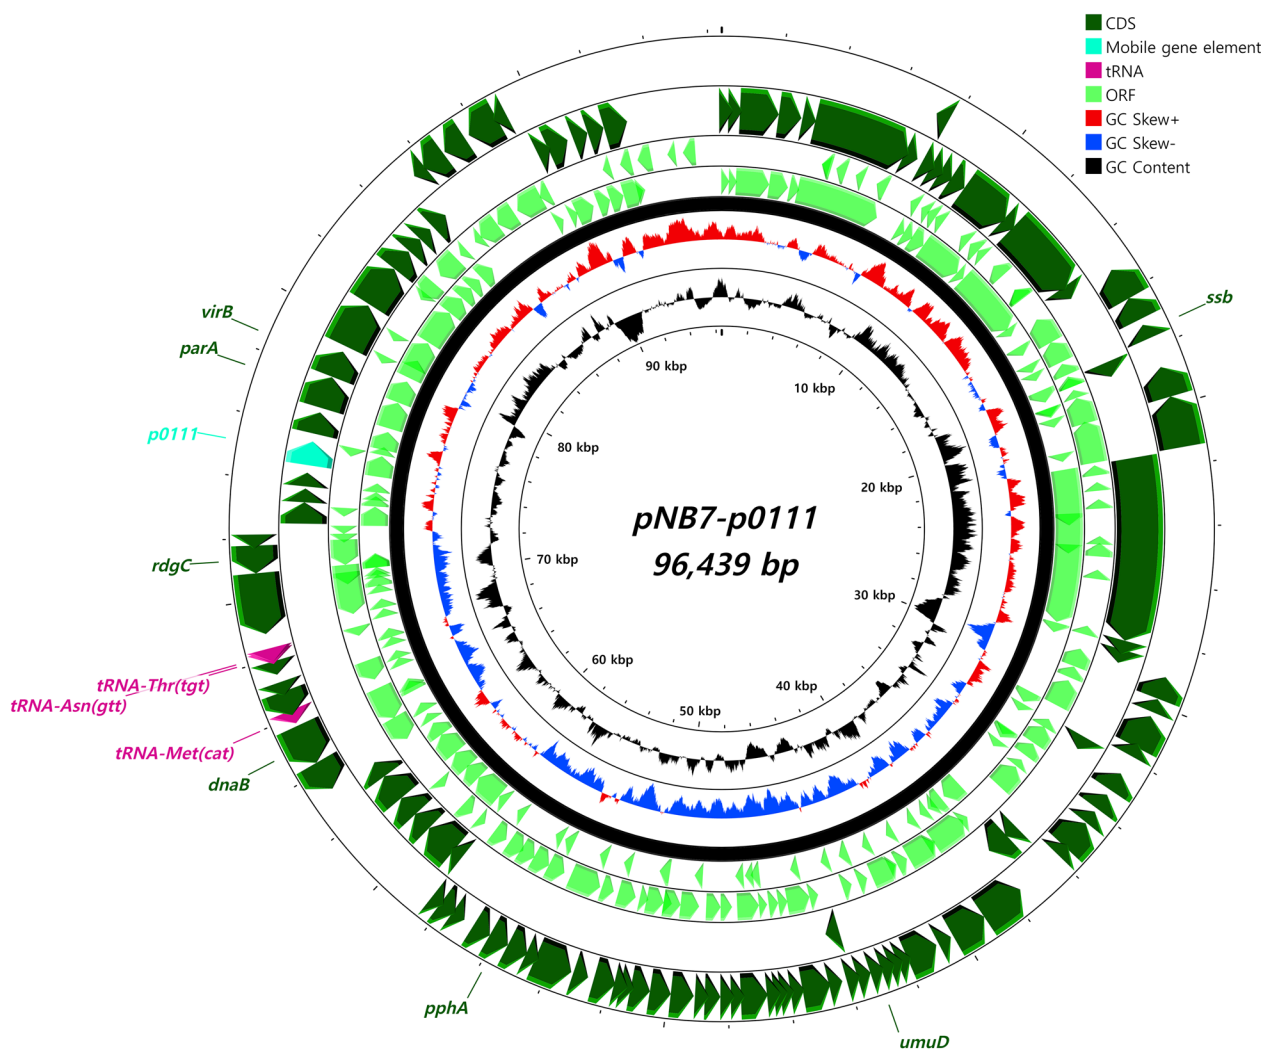 CDS
Mobile gene element
tRNA
ORF
GC Skew+
GC Skew-
GC Content
ssb
virB
parA
90 kbp
10 kbp
p0111
80 kbp
20 kbp
pNB7-p0111
96,439 bp
rdgC
70 kbp
30 kbp
60 kbp
tRNA-Thr(tgt)
40 kbp
tRNA-Asn(gtt)
50 kbp
tRNA-Met(cat)
dnaB
pphA
umuD